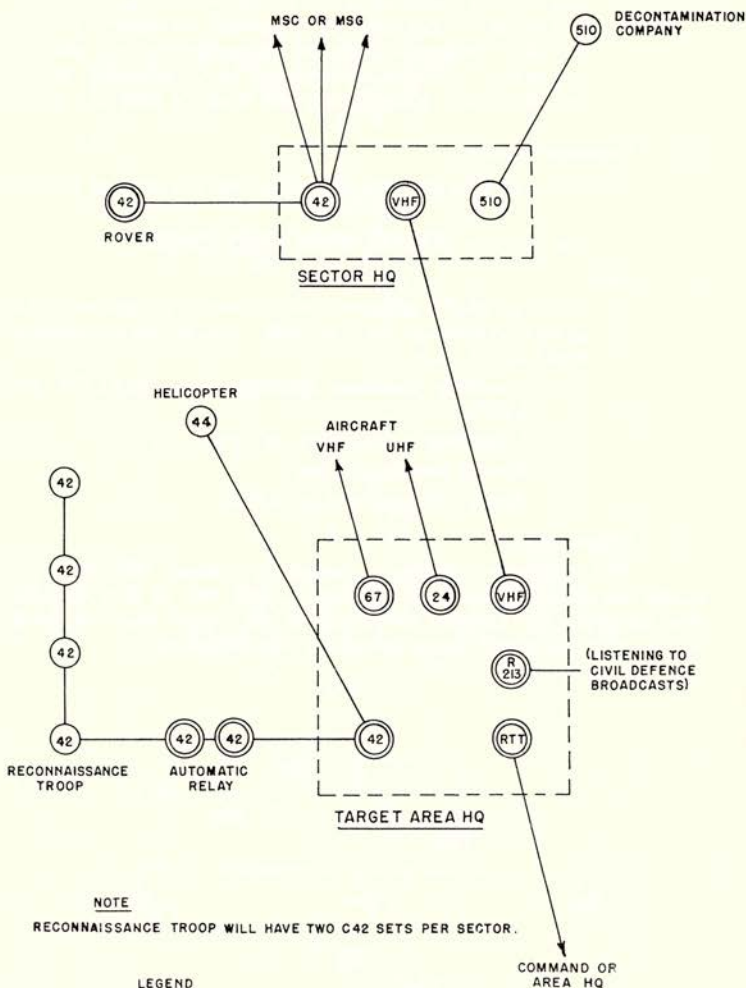 MSC OR MSG
510
DECONTAMINATION
COMPANY
42
ROVER
42
VHF
510
SECTOR HQ
HELICOPTER
44
AIRCRAFT
VHF UHF
42
42
42
42
67
24
VHF
R
213
(LISTENING TO
CIVIL DEFENCE
BROADCASTS)
42
42
42
RTT
RECONNAISSANCE
TROOP
AUTOMATIC
RELAY
TARGET AREA HQ
NOTE
RECONNAISSANCE TROOP WILL HAVE TWO C42 SETS PER SECTOR.
LEGEND
COMMAND OR
AREA HQ